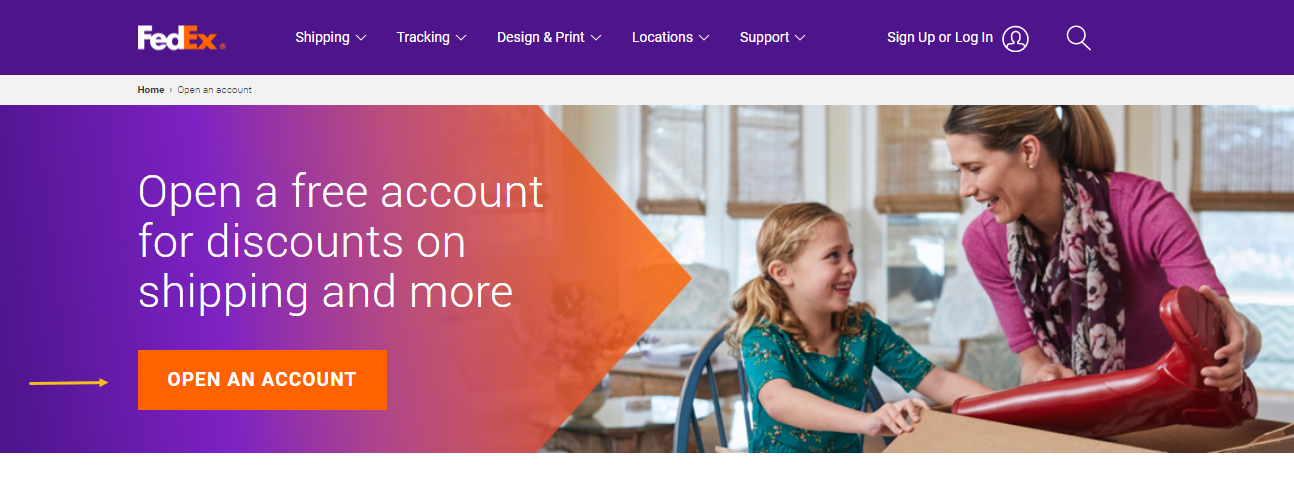 FedEx®
Shipping
Tracking
Design & Print
Locations
Support
Sign Up or Log In
Home › Open an account
Open a free account
for discounts on
shipping and more
OPEN AN ACCOUNT